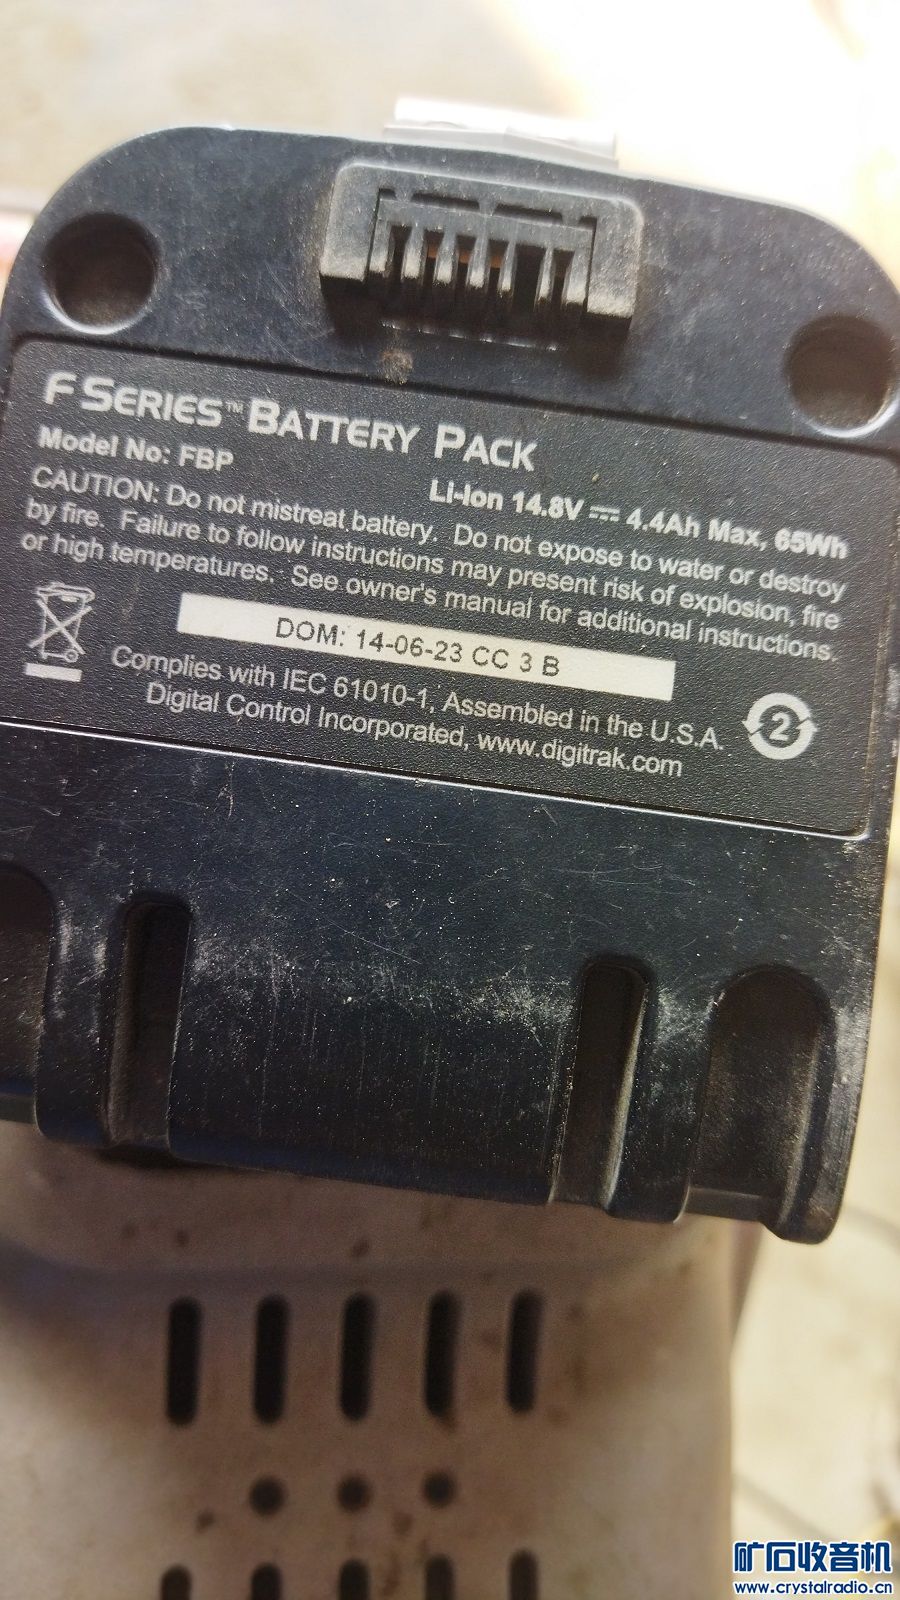 F SERIES™ BATTERY PACK
Model No: FBP
Li-Ion 14.8V ⎓ 4.4Ah Max, 65Wh
CAUTION: Do not mistreat battery. Do not expose to water or destroy
by fire. Failure to follow instructions may present risk of explosion, fire
or high temperatures. See owner's manual for additional instructions.
DOM: 14-06-23 CC 3 B
Complies with IEC 61010-1, Assembled in the U.S.A.
Digital Control Incorporated, www.digitrak.com
2
矿石收音机
www.crystalradio.cn